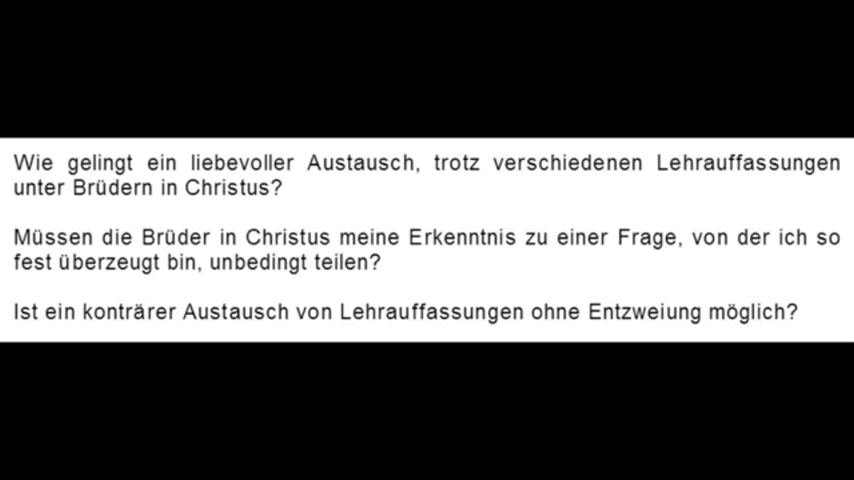 Wie gelingt ein liebevoller Austausch, trotz verschiedenen Lehrauffassungen
unter Brüdern in Christus?
Müssen die Brüder in Christus meine Erkenntnis zu einer Frage, von der ich so
fest überzeugt bin, unbedingt teilen?
Ist ein konträrer Austausch von Lehrauffassungen ohne Entzweiung möglich?